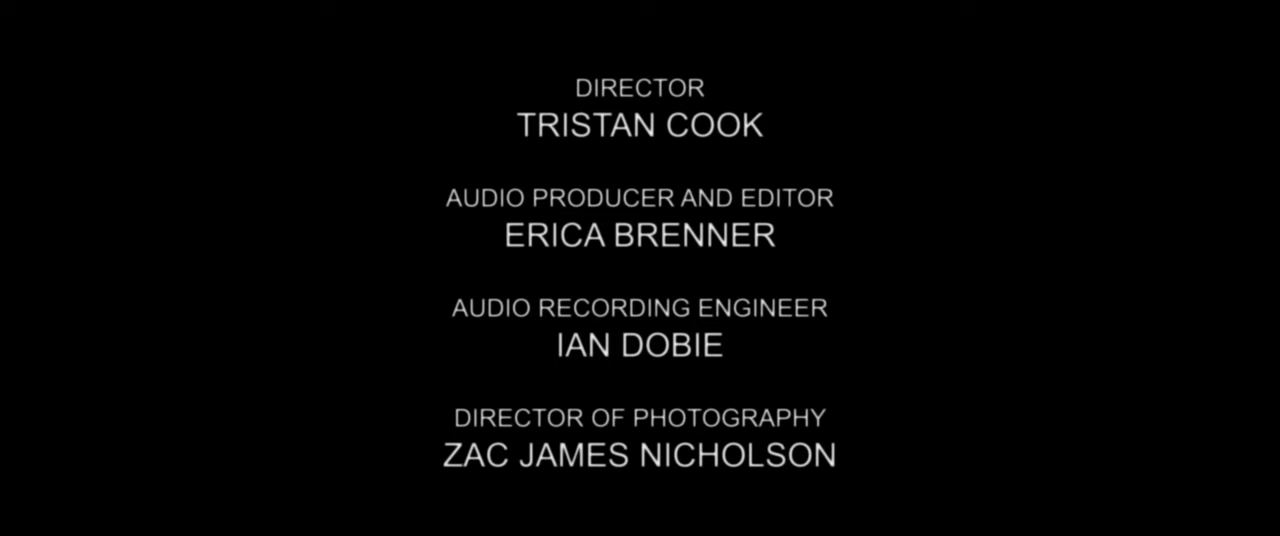 DIRECTOR
TRISTAN COOK
AUDIO PRODUCER AND EDITOR
ERICA BRENNER
AUDIO RECORDING ENGINEER
IAN DOBIE
DIRECTOR OF PHOTOGRAPHY
ZAC JAMES NICHOLSON